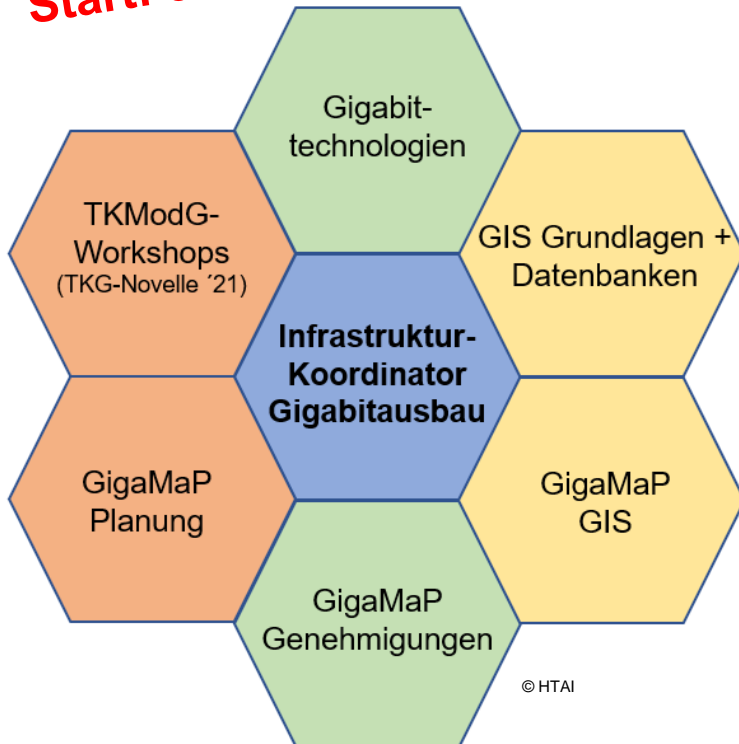 Gigabit-
technologien
TKModG-
Workshops
(TKG-Novelle ´21)
GIS Grundlagen +
Datenbanken
Infrastruktur-
Koordinator
Gigabitausbau
GigaMaP
Planung
GigaMaP
GIS
GigaMaP
Genehmigungen
© HTAI